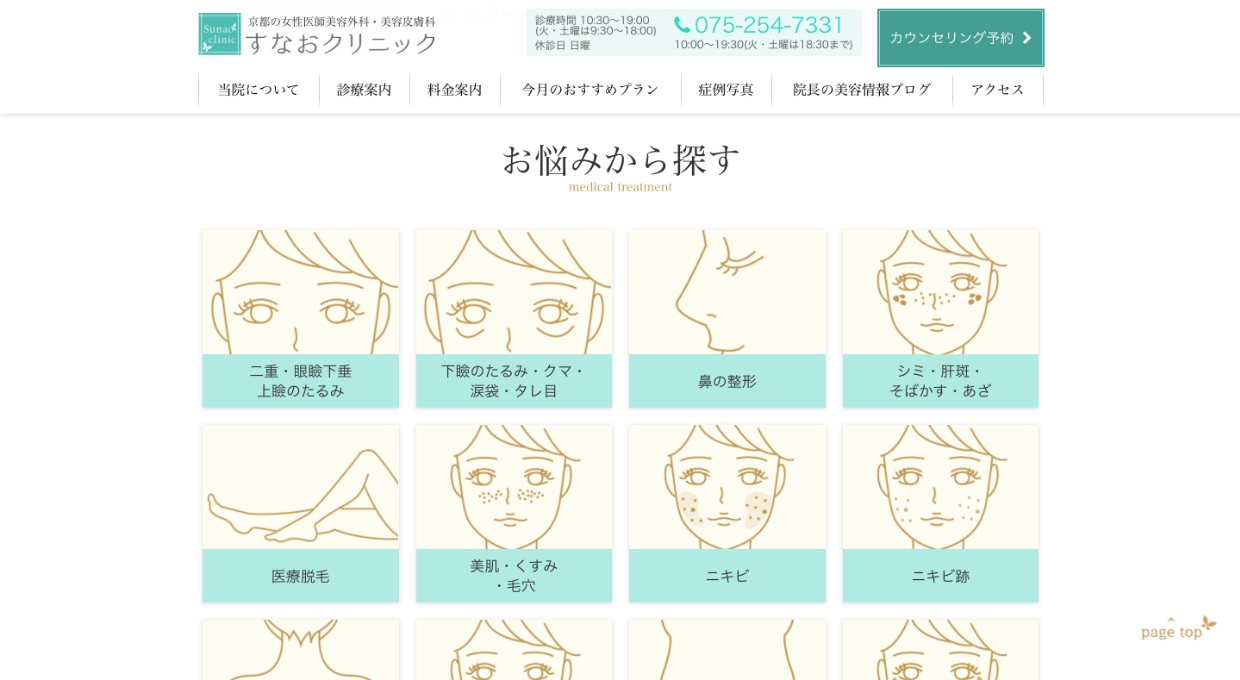 Sunao
clinic
京都の女性医師美容外科・美容皮膚科
すなおクリニック
診療時間 10:30〜19:00
(火・土曜は9:30〜18:00)
休診日 日曜
075-254-7331
10:00〜19:30(火・土曜は18:30まで)
カウンセリング予約
当院について
診療案内
料金案内
今月のおすすめプラン
症例写真
院長の美容情報ブログ
アクセス
お悩みから探す
medical treatment
二重・眼瞼下垂
上瞼のたるみ
下瞼のたるみ・クマ・
涙袋・タレ目
鼻の整形
シミ・肝斑・
そばかす・あざ
医療脱毛
美肌・くすみ
・毛穴
ニキビ
ニキビ跡
page top